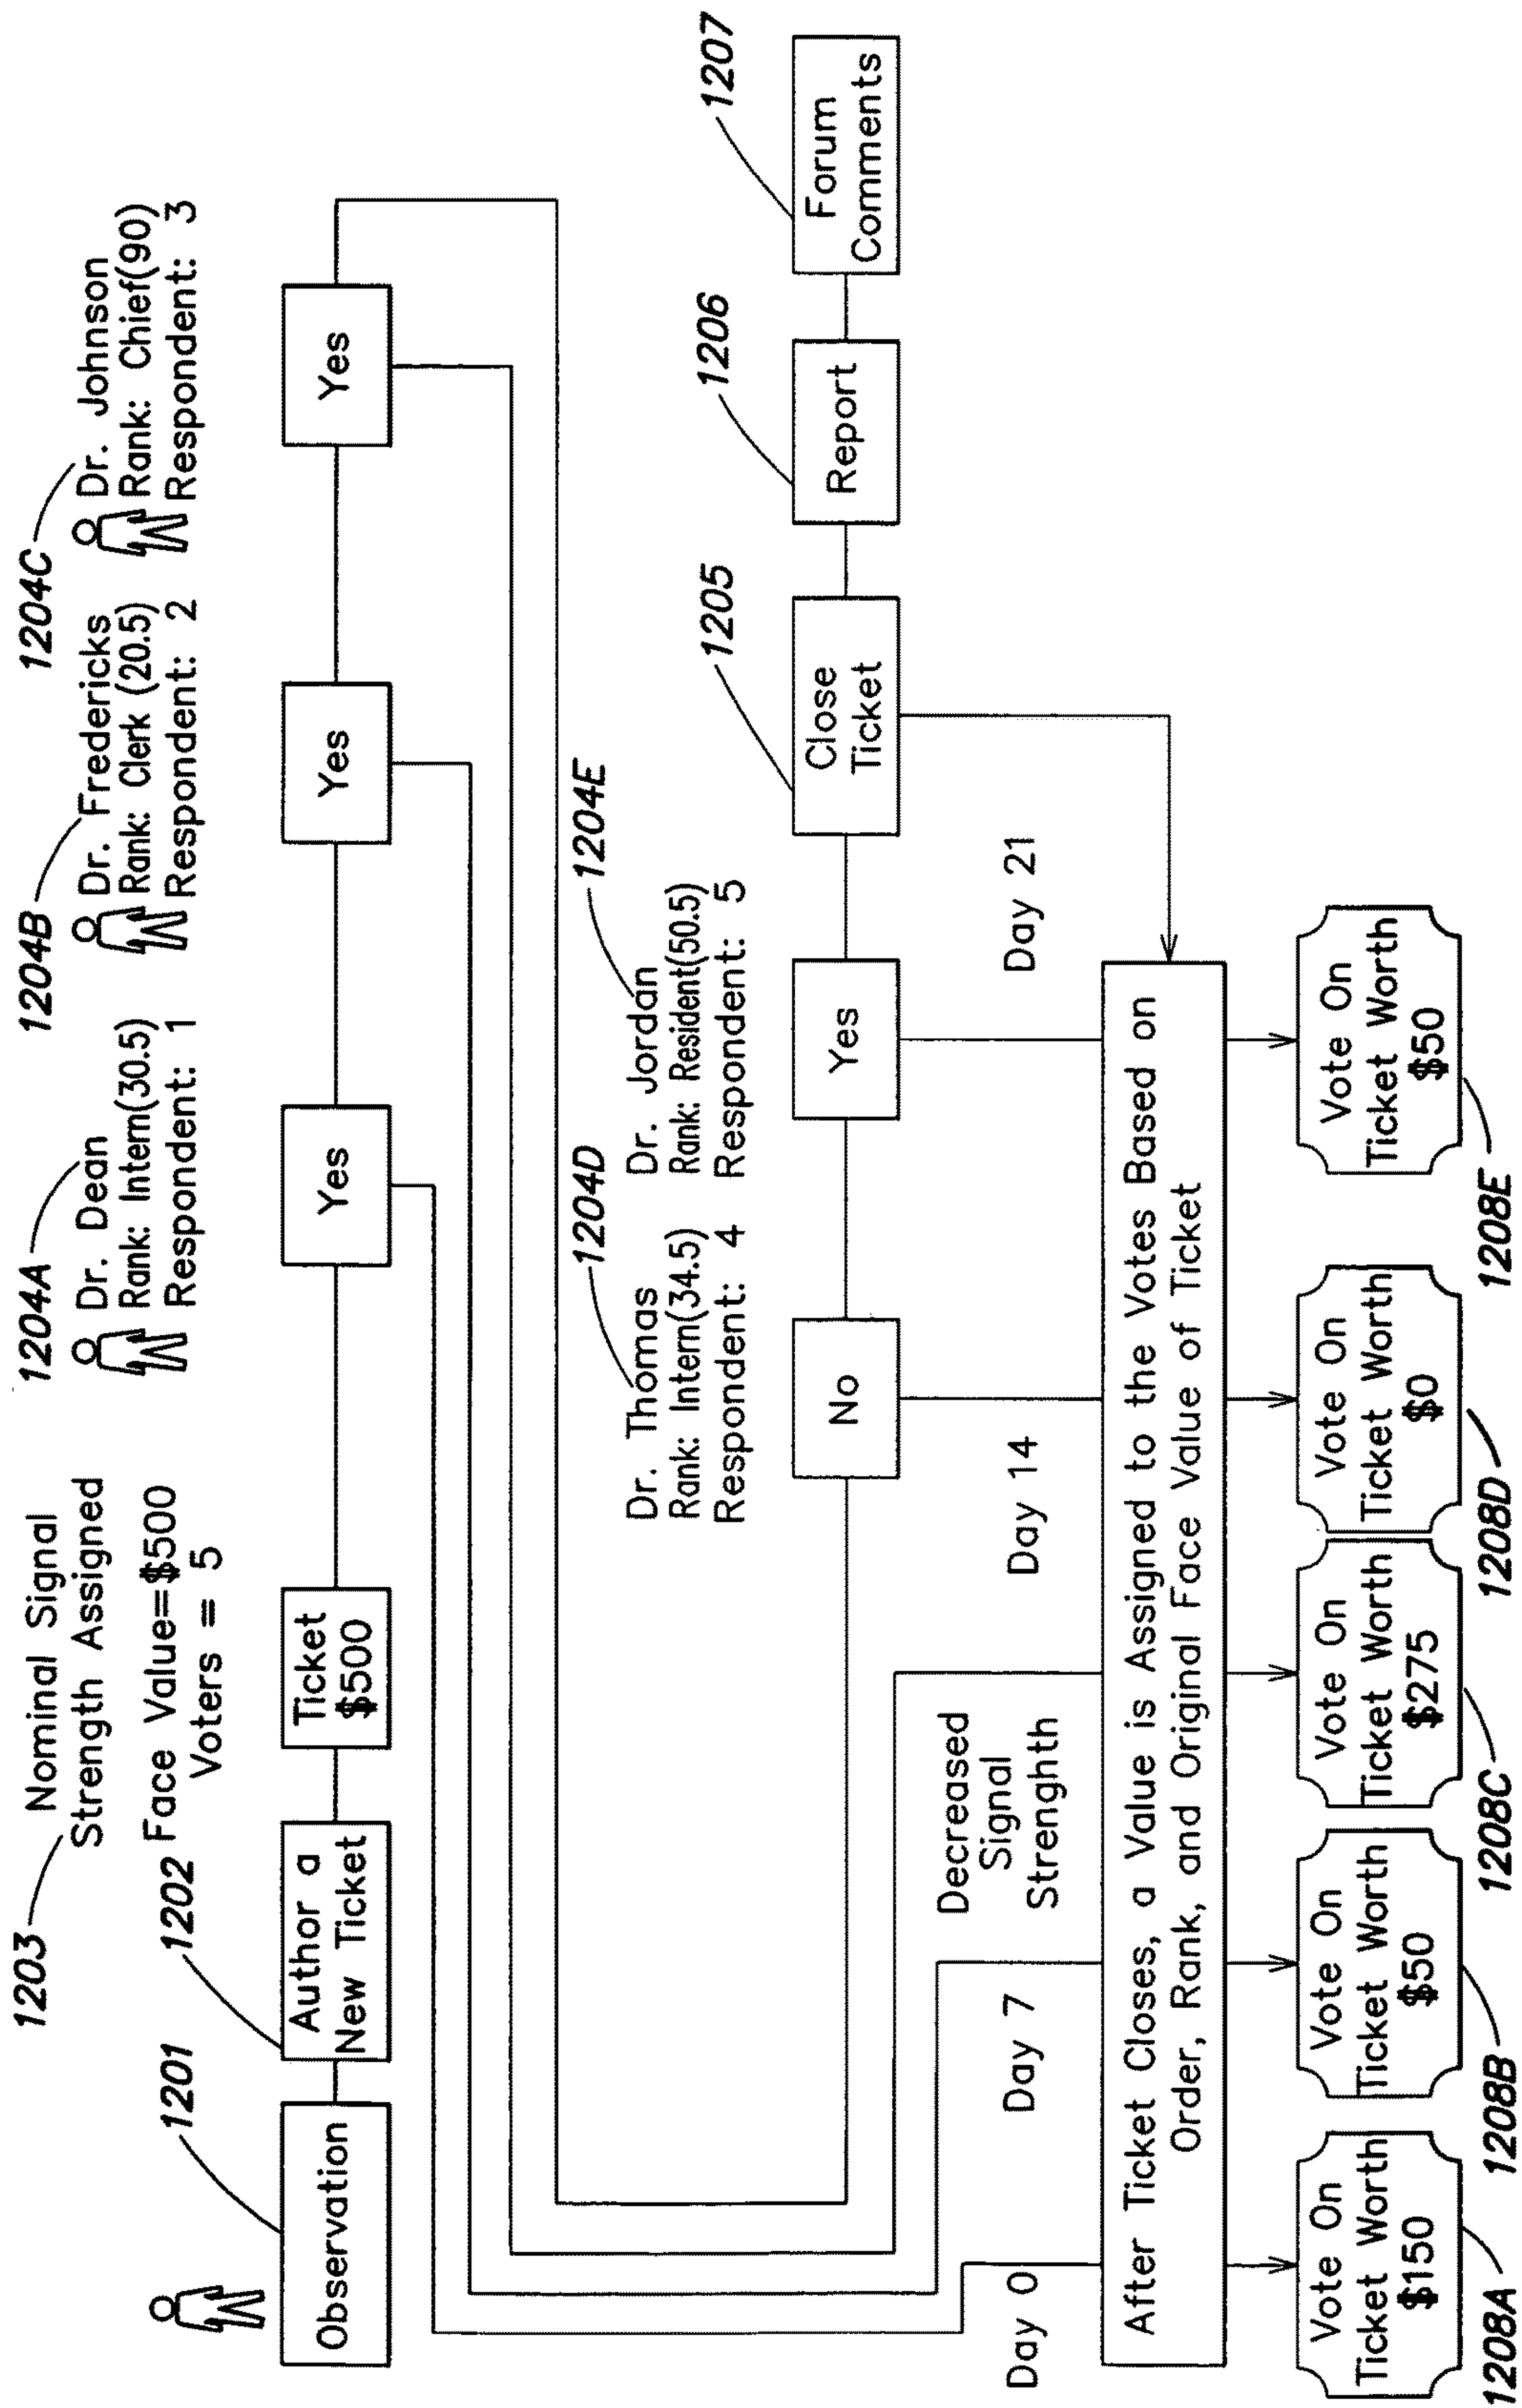 1203
Nominal Signal
Strength Assigned
1201
1202
Face Value=$500
Voters = 5
1204A
Dr. Dean
Rank: Intern(30.5)
Respondent: 1
1204B
Dr. Fredericks
Rank: Clerk (20.5)
Respondent: 2
1204C
Dr. Johnson
Rank: Chief(90)
Respondent: 3
Observation
Author a
New Ticket
Ticket
$500
Yes
Yes
Yes
1204D
Dr. Thomas
Rank: Intern(34.5)
Respondent: 4
1204E
Dr. Jordan
Rank: Resident(50.5)
Respondent: 5
1205
1206
1207
No
Yes
Close
Ticket
Report
Forum
Comments
Day 0
Day 7
Decreased
Signal
Strenghth
Day 14
Day 21
After Ticket Closes, a Value is Assigned to the Votes Based on
Order, Rank, and Original Face Value of Ticket
Vote On
Ticket Worth
$150
1208A
Vote On
Ticket Worth
$50
1208B
Vote On
Ticket Worth
$275
1208C
Vote On
Ticket Worth
$0
1208D
Vote On
Ticket Worth
$50
1208E